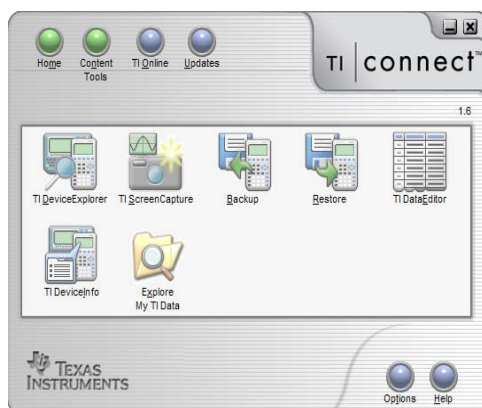 Home
Content Tools
TI Online
Updates
TI connect™
1.6
TI DeviceExplorer
TI ScreenCapture
Backup
Restore
TI DataEditor
TI DeviceInfo
Explore
My TI Data
TEXAS
INSTRUMENTS
Options
Help